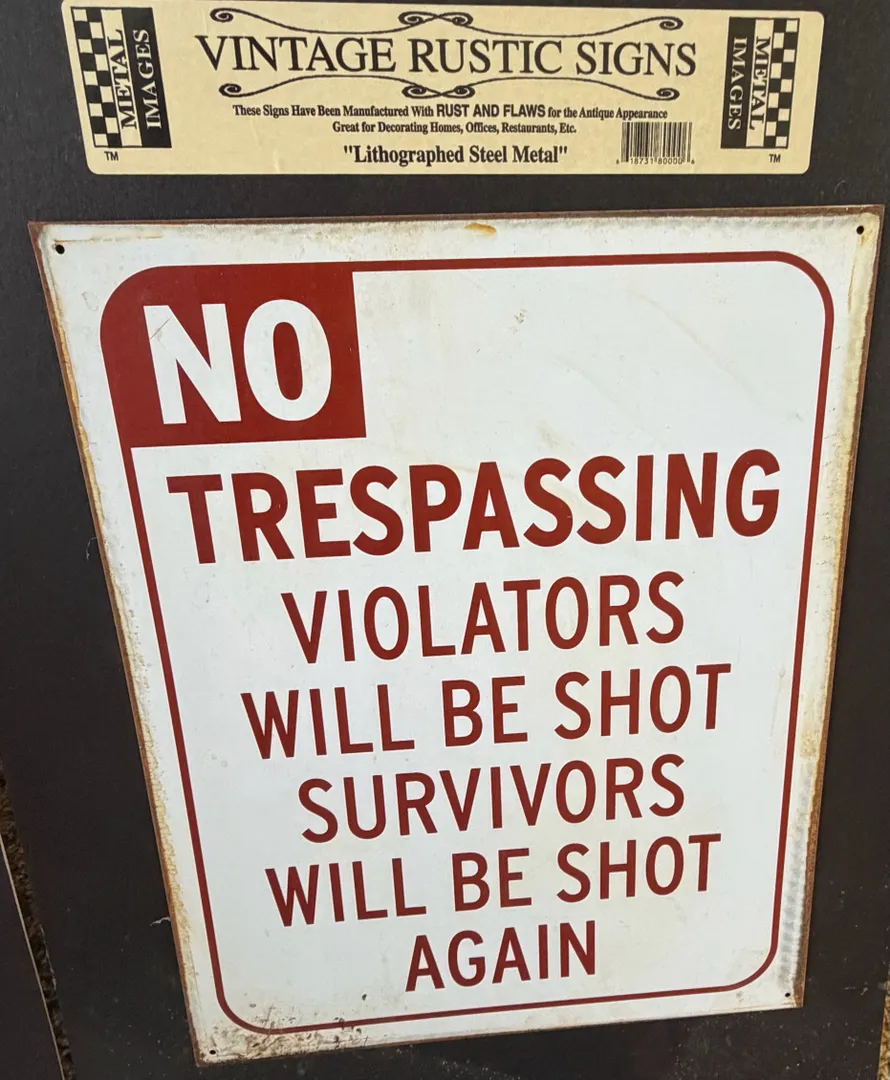 METAL IMAGES
TM
VINTAGE RUSTIC SIGNS
These Signs Have Been Manufactured With RUST AND FLAWS for the Antique Appearance
Great for Decorating Homes, Offices, Restaurants, Etc.
"Lithographed Steel Metal"
METAL IMAGES
TM
NO
TRESPASSING
VIOLATORS
WILL BE SHOT
SURVIVORS
WILL BE SHOT
AGAIN